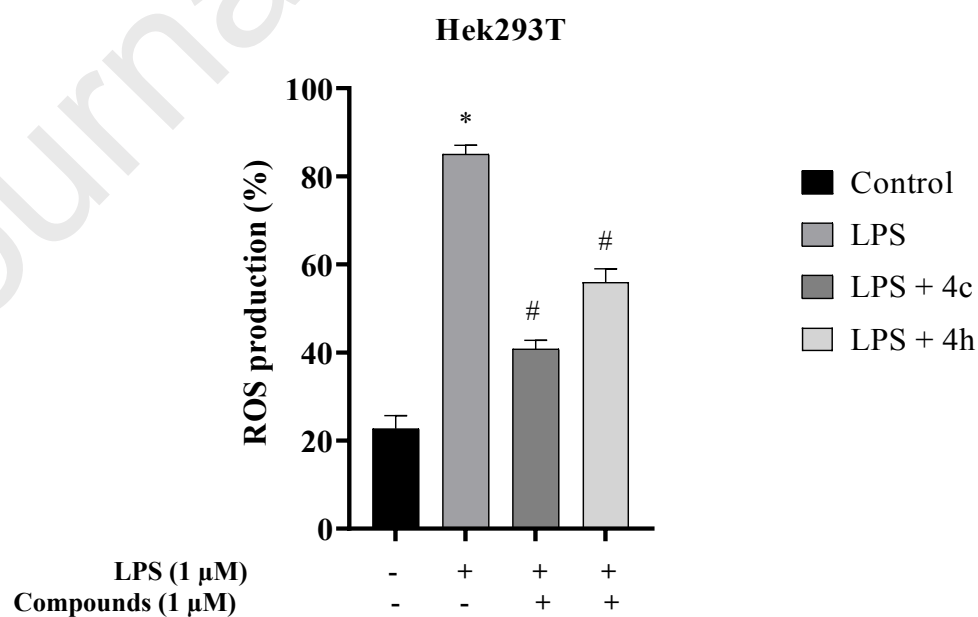 Hek293T
100
80
60
40
20
0
ROS production (%)
*
#
#
Control
LPS
LPS + 4c
LPS + 4h
LPS (1 µM) - + + +
Compounds (1 µM) - - + +